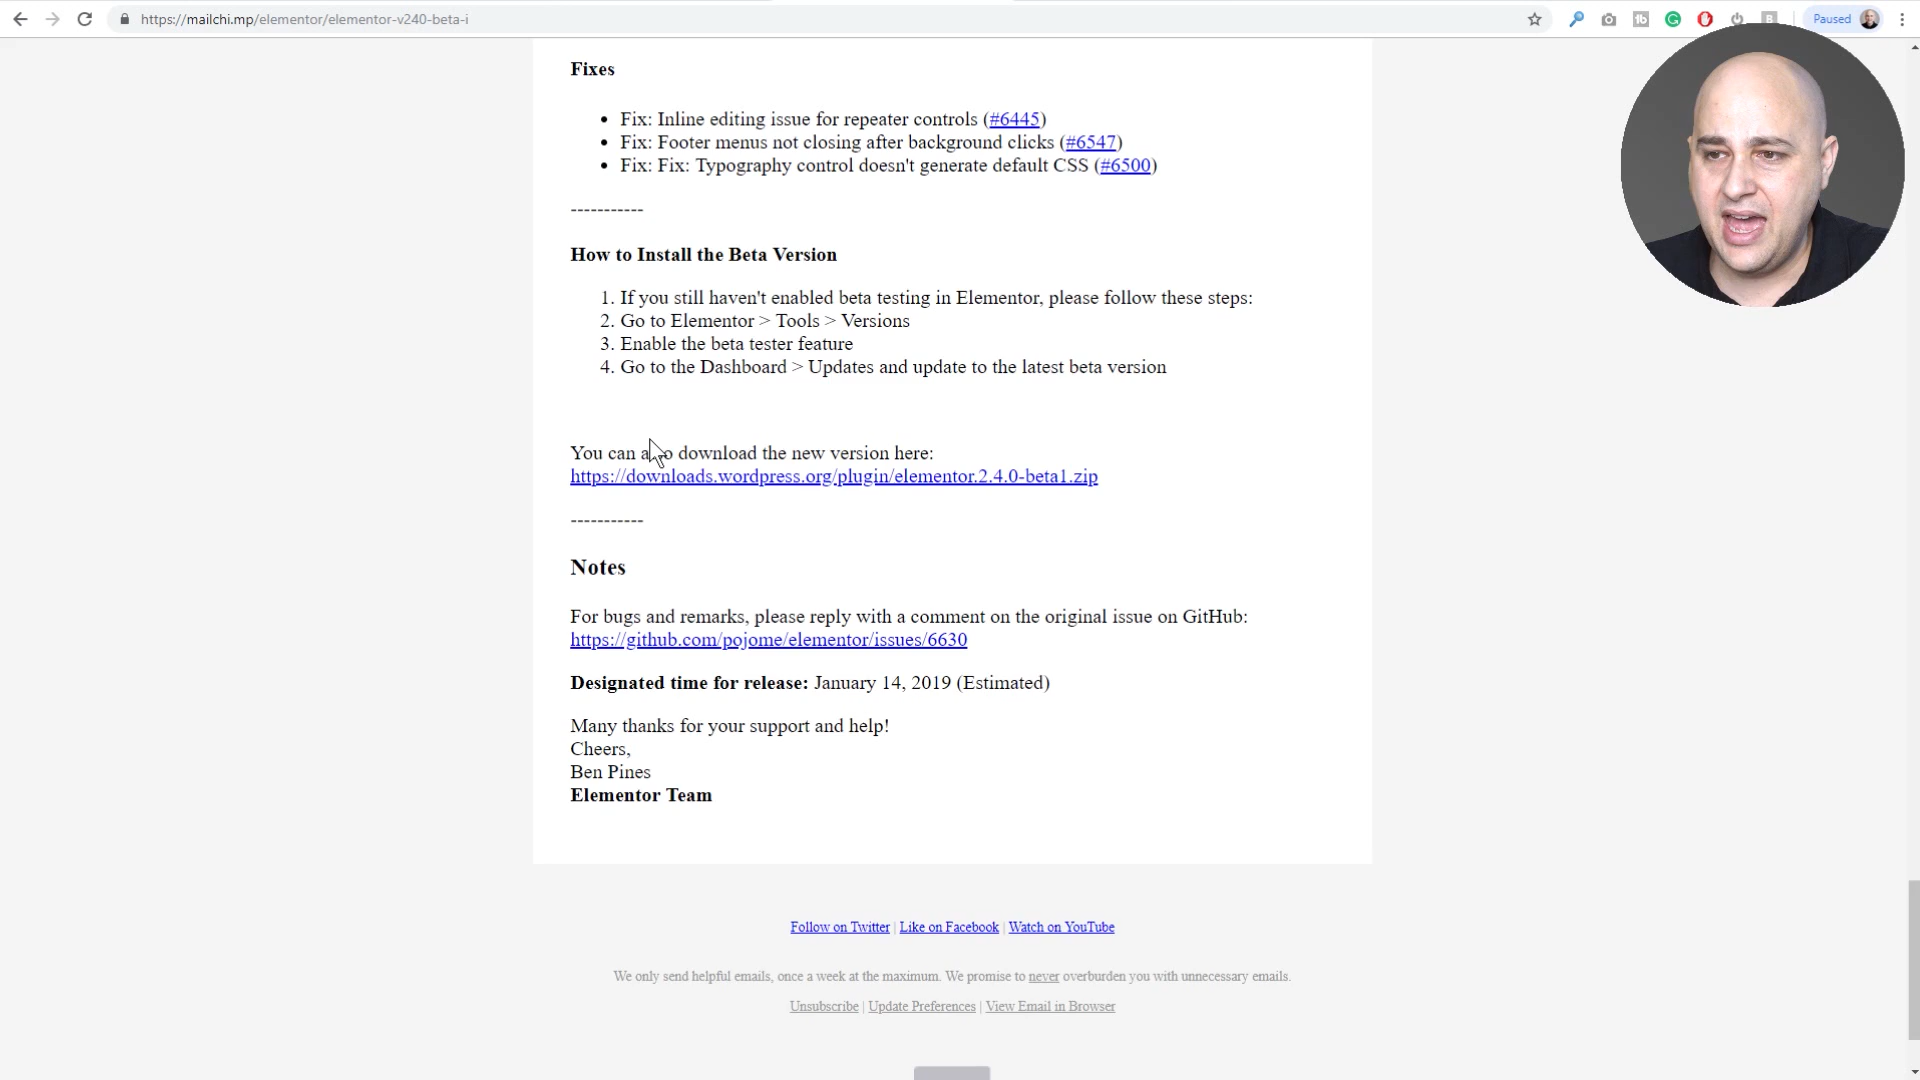 https://mailchi.mp/elementor/elementor-v240-beta-i
Paused
Fixes
• Fix: Inline editing issue for repeater controls (#6445)
• Fix: Footer menus not closing after background clicks (#6547)
• Fix: Fix: Typography control doesn't generate default CSS (#6500)
-----------
How to Install the Beta Version
1. If you still haven't enabled beta testing in Elementor, please follow these steps:
2. Go to Elementor > Tools > Versions
3. Enable the beta tester feature
4. Go to the Dashboard > Updates and update to the latest beta version
You can also download the new version here:
https://downloads.wordpress.org/plugin/elementor.2.4.0-beta1.zip
-----------
Notes
For bugs and remarks, please reply with a comment on the original issue on GitHub:
https://github.com/pojome/elementor/issues/6630
Designated time for release: January 14, 2019 (Estimated)
Many thanks for your support and help!
Cheers,
Ben Pines
Elementor Team
Follow on Twitter | Like on Facebook | Watch on YouTube
We only send helpful emails, once a week at the maximum. We promise to never overburden you with unnecessary emails.
Unsubscribe | Update Preferences | View Email in Browser